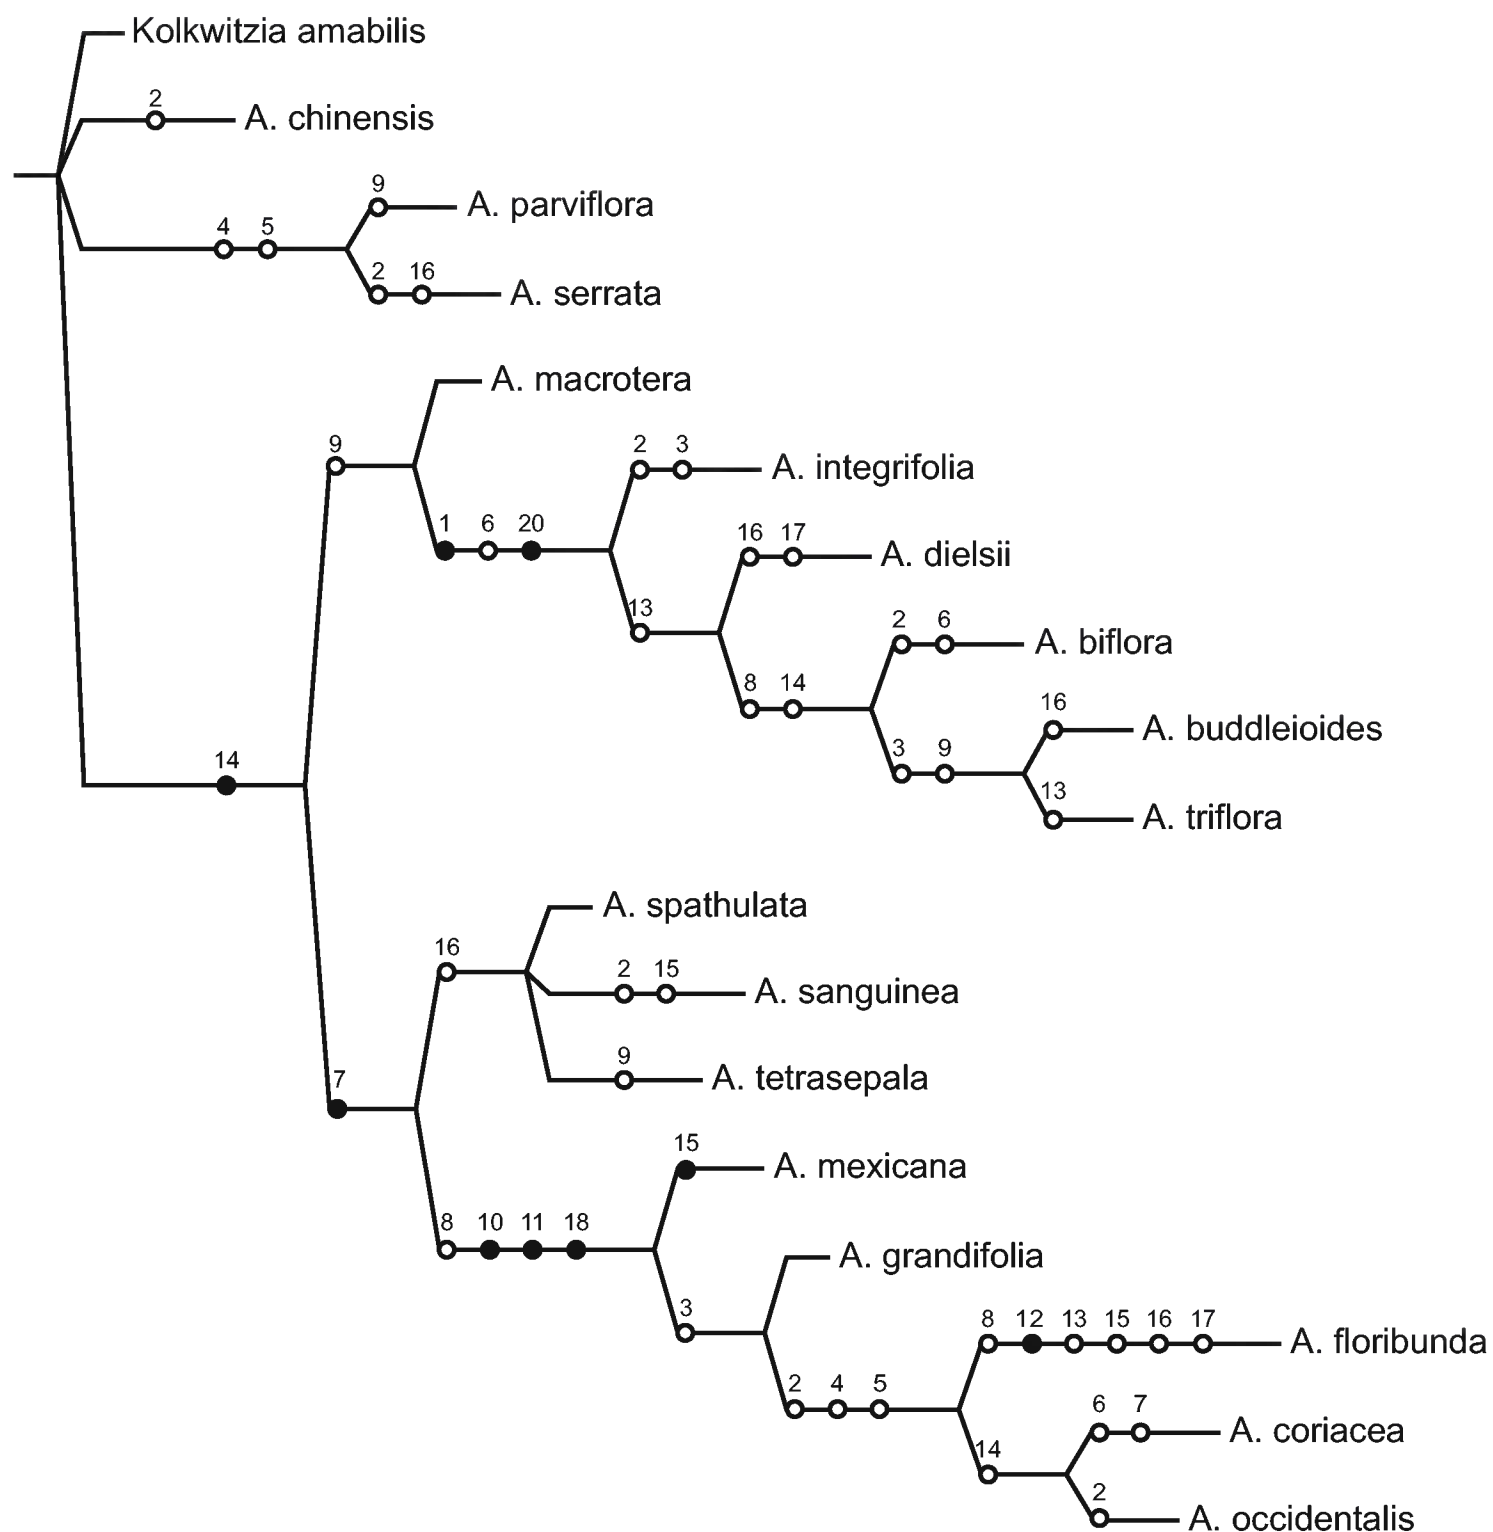 Kolkwitzia amabilis
2
A. chinensis
9
A. parviflora
4 5
2 16
A. serrata
A. macrotera
9
2 3
A. integrifolia
1 6 20
16 17
A. dielsii
13
2 6
A. biflora
8 14
16
A. buddleioides
3 9
14
13
A. triflora
A. spathulata
16
2 15
A. sanguinea
9
A. tetrasepala
7
15
A. mexicana
8 10 11 18
A. grandifolia
3
8 12 13 15 16 17
A. floribunda
2 4 5
6 7
A. coriacea
14
2
A. occidentalis